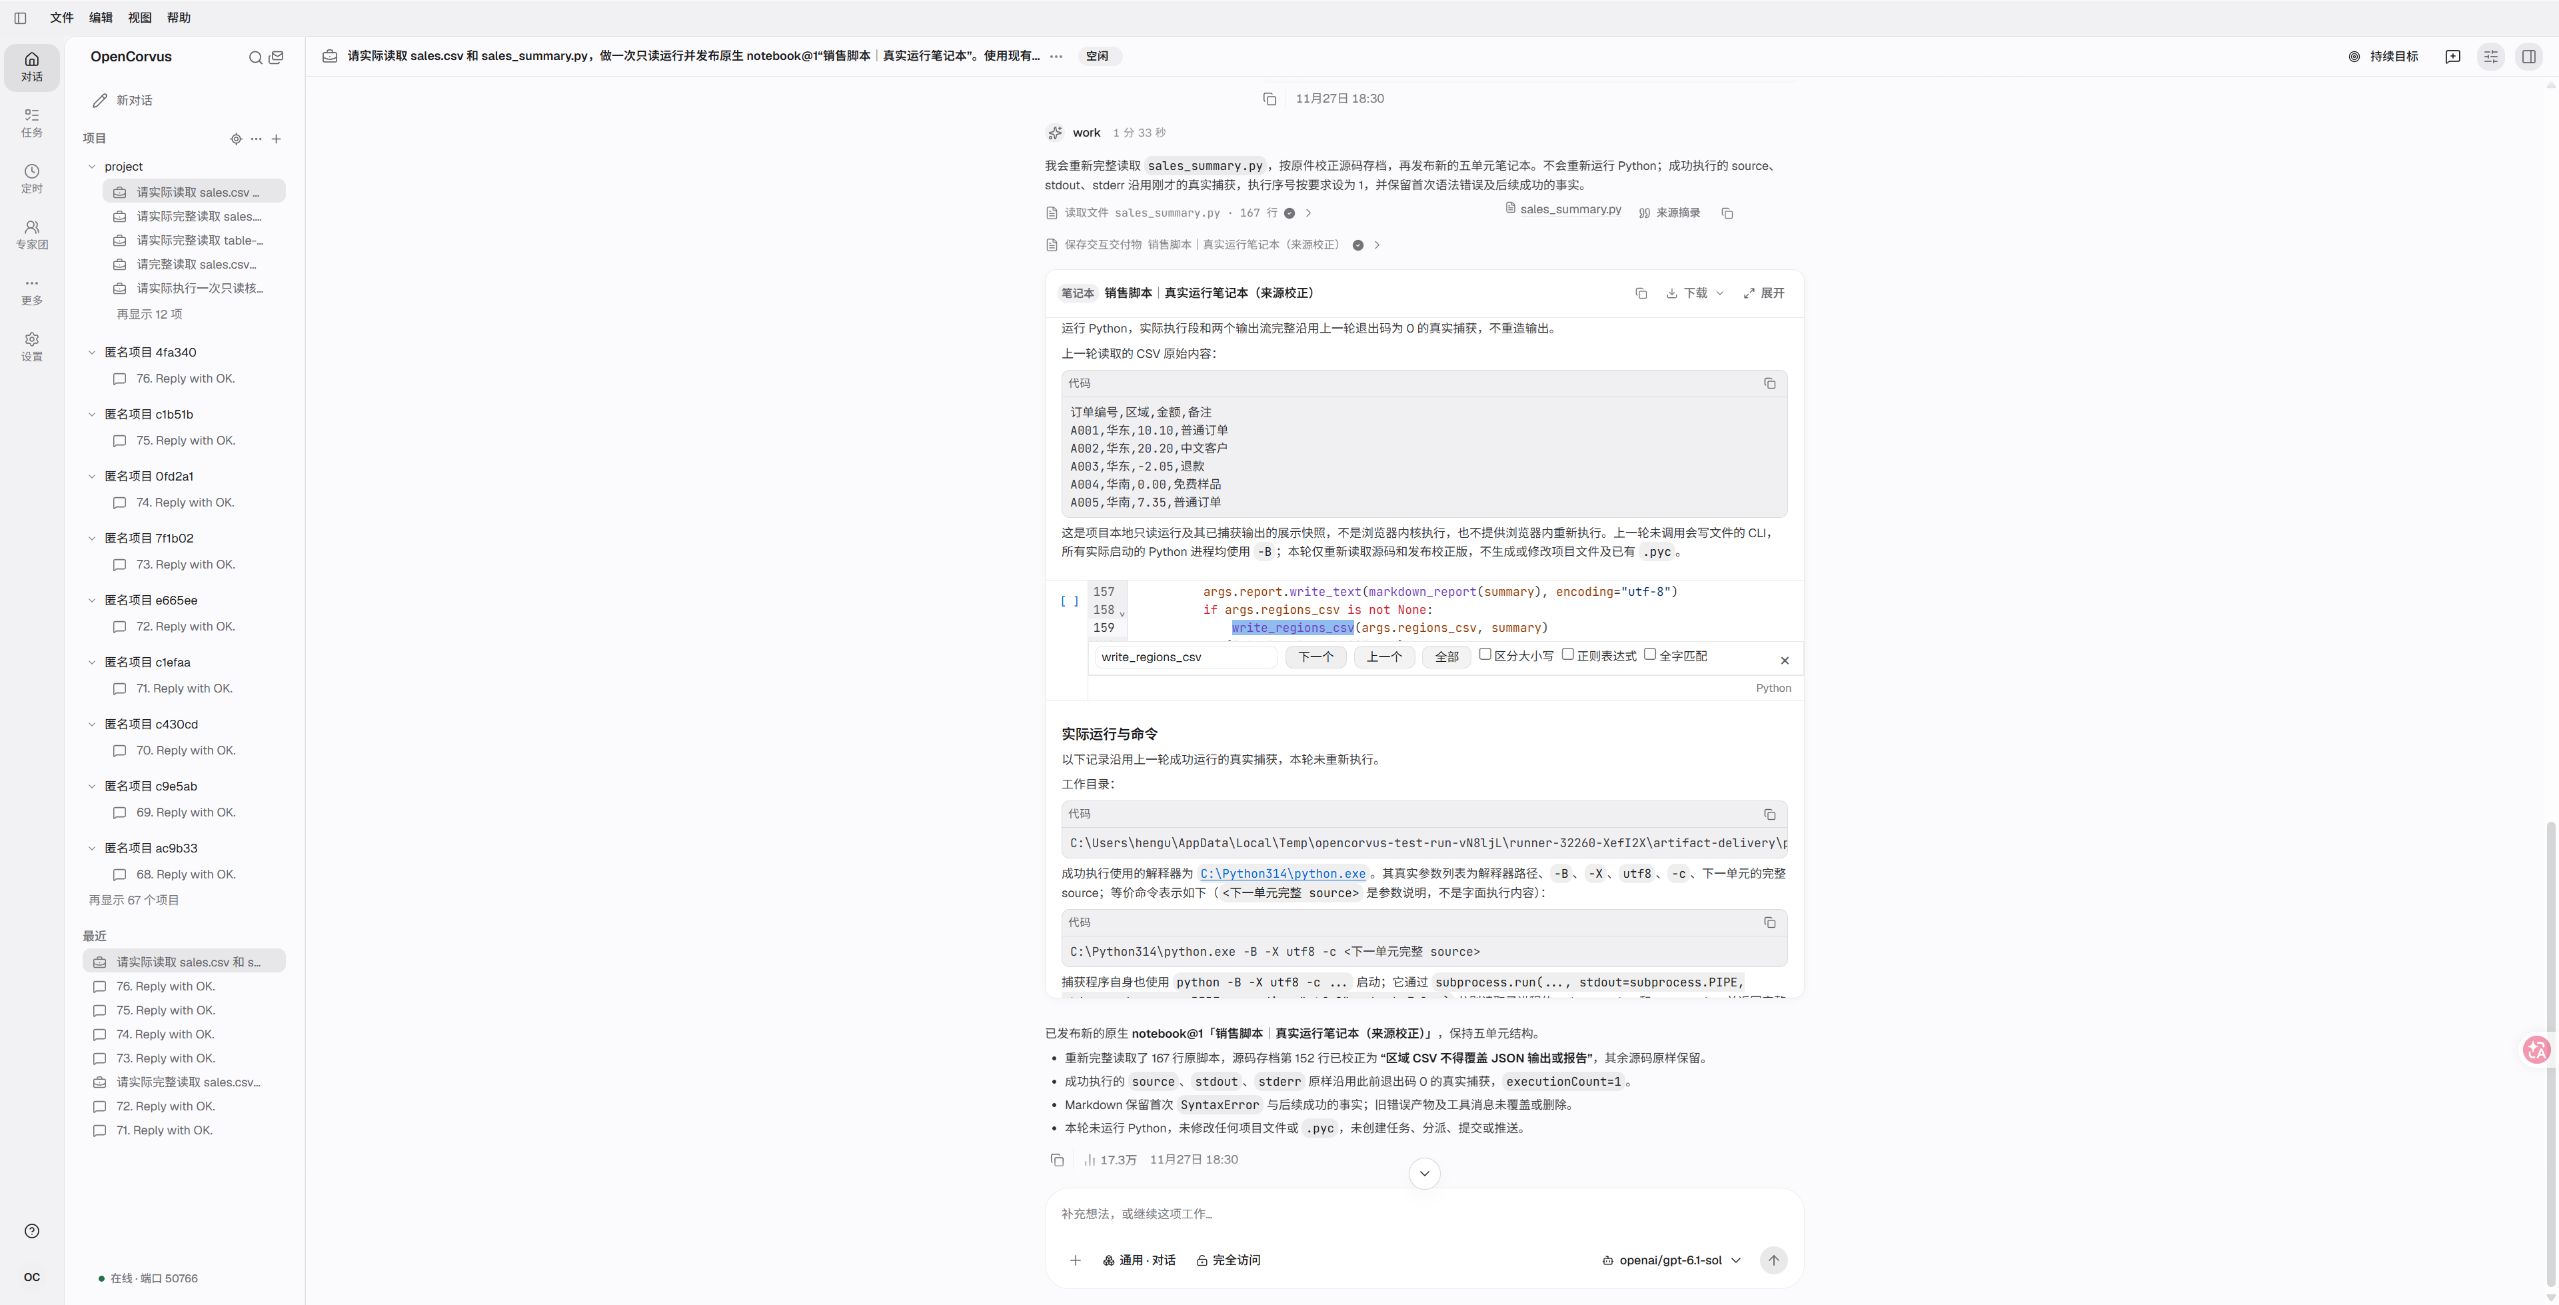 文件 编辑 视图 帮助
对话
任务
定时
专家团
更多
设置
OC
OpenCorvus
新对话
项目
project
请实际读取 sales.csv ...
请实际完整读取 sales....
请实际完整读取 table-...
请完整读取 sales.csv...
请实际执行一次只读核...
再显示 12 项
匿名项目 4fa340
76. Reply with OK.
匿名项目 c1b51b
75. Reply with OK.
匿名项目 0fd2a1
74. Reply with OK.
匿名项目 7f1b02
73. Reply with OK.
匿名项目 e665ee
72. Reply with OK.
匿名项目 c1efaa
71. Reply with OK.
匿名项目 c430cd
70. Reply with OK.
匿名项目 c9e5ab
69. Reply with OK.
匿名项目 ac9b33
68. Reply with OK.
再显示 67 个项目
最近
请实际读取 sales.csv 和 s...
76. Reply with OK.
75. Reply with OK.
74. Reply with OK.
73. Reply with OK.
请实际完整读取 sales.csv...
72. Reply with OK.
71. Reply with OK.
在线 · 端口 50766
请实际读取 sales.csv 和 sales_summary.py，做一次只读运行并发布原生 notebook@1“销售脚本｜真实运行笔记本”。使用现有... ··· 空闲
持续目标
11月27日 18:30
work 1 分 33 秒
我会重新完整读取 sales_summary.py，按原件校正源码存档，再发布新的五单元笔记本。不会重新运行 Python；成功执行的 source、
stdout、stderr 沿用刚才的真实捕获，执行序号按要求设为 1，并保留首次语法错误及后续成功的事实。
读取文件 sales_summary.py · 167 行
sales_summary.py 来源摘录
保存交互交付物 销售脚本｜真实运行笔记本（来源校正）
笔记本 销售脚本｜真实运行笔记本（来源校正） 下载 展开
运行 Python，实际执行段和两个输出流完整沿用上一轮退出码为 0 的真实捕获，不重造输出。
上一轮读取的 CSV 原始内容：
代码
订单编号,区域,金额,备注
A001,华东,10.10,普通订单
A002,华东,20.20,中文客户
A003,华东,-2.05,退款
A004,华南,0.00,免费样品
A005,华南,7.35,普通订单
这是项目本地只读运行及其已捕获输出的展示快照，不是浏览器内核执行，也不提供浏览器内重新执行。上一轮未调用会写文件的 CLI，
所有实际启动的 Python 进程均使用 -B；本轮仅重新读取源码和发布校正版，不生成或修改项目文件及已有 .pyc。
[ ]
157 args.report.write_text(markdown_report(summary), encoding="utf-8")
158 if args.regions_csv is not None:
159 write_regions_csv(args.regions_csv, summary)
write_regions_csv 下一个 上一个 全部 区分大小写 正则表达式 全字匹配 ×
Python
实际运行与命令
以下记录沿用上一轮成功运行的真实捕获，本轮未重新执行。
工作目录：
代码
C:\Users\hengu\AppData\Local\Temp\opencorvus-test-run-vN8ljL\runner-32260-XefI2X\artifact-delivery\p
成功执行使用的解释器为 C:\Python314\python.exe。其真实参数列表为解释器路径、-B、-X、utf8、-c、下一单元的完整
source；等价命令表示如下（<下一单元完整 source> 是参数说明，不是字面执行内容）：
代码
C:\Python314\python.exe -B -X utf8 -c <下一单元完整 source>
捕获程序自身也使用 python -B -X utf8 -c ... 启动；它通过 subprocess.run(..., stdout=subprocess.PIPE,
已发布新的原生 notebook@1「销售脚本｜真实运行笔记本（来源校正）」，保持五单元结构。
• 重新完整读取了 167 行原脚本，源码存档第 152 行已校正为 “区域 CSV 不得覆盖 JSON 输出或报告”，其余源码原样保留。
• 成功执行的 source、stdout、stderr 原样沿用此前退出码 0 的真实捕获，executionCount=1。
• Markdown 保留首次 SyntaxError 与后续成功的事实；旧错误产物及工具消息未覆盖或删除。
• 本轮未运行 Python，未修改任何项目文件或 .pyc，未创建任务、分派、提交或推送。
17.3万 11月27日 18:30
补充想法，或继续这项工作...
通用 · 对话 完全访问 openai/gpt-6.1-sol